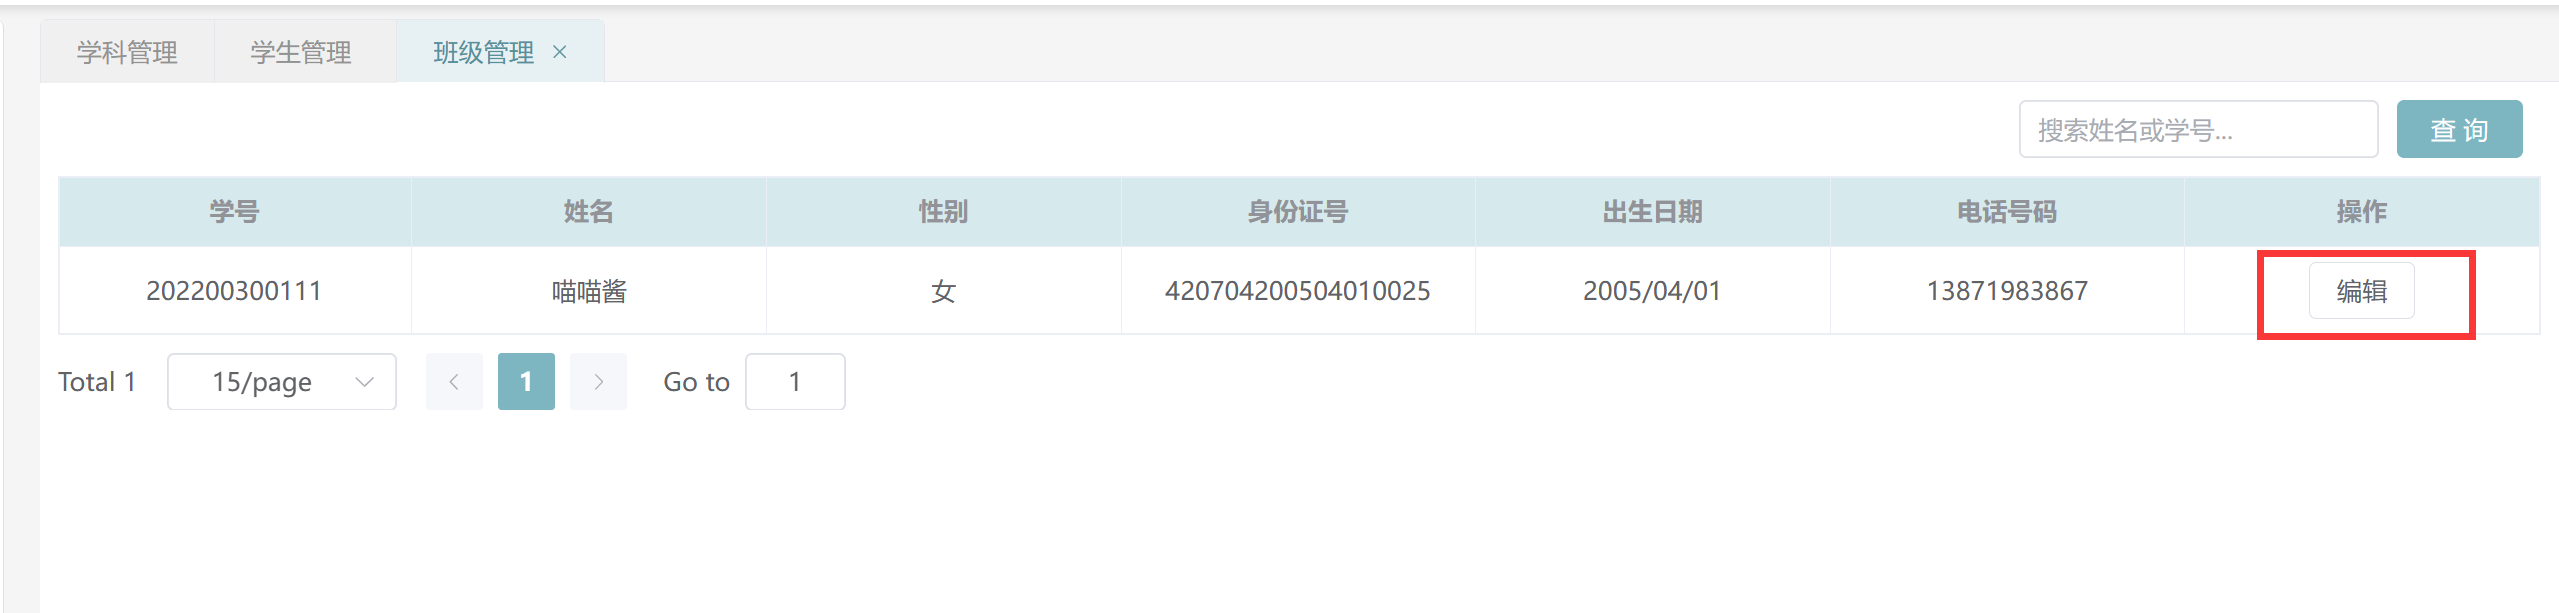 学科管理 学生管理 班级管理 ×
搜索姓名或学号... 查 询
学号 姓名 性别 身份证号 出生日期 电话号码 操作
202200300111 喵喵酱 女 420704200504010025 2005/04/01 13871983867 编辑
Total 1 15/page 1 Go to 1